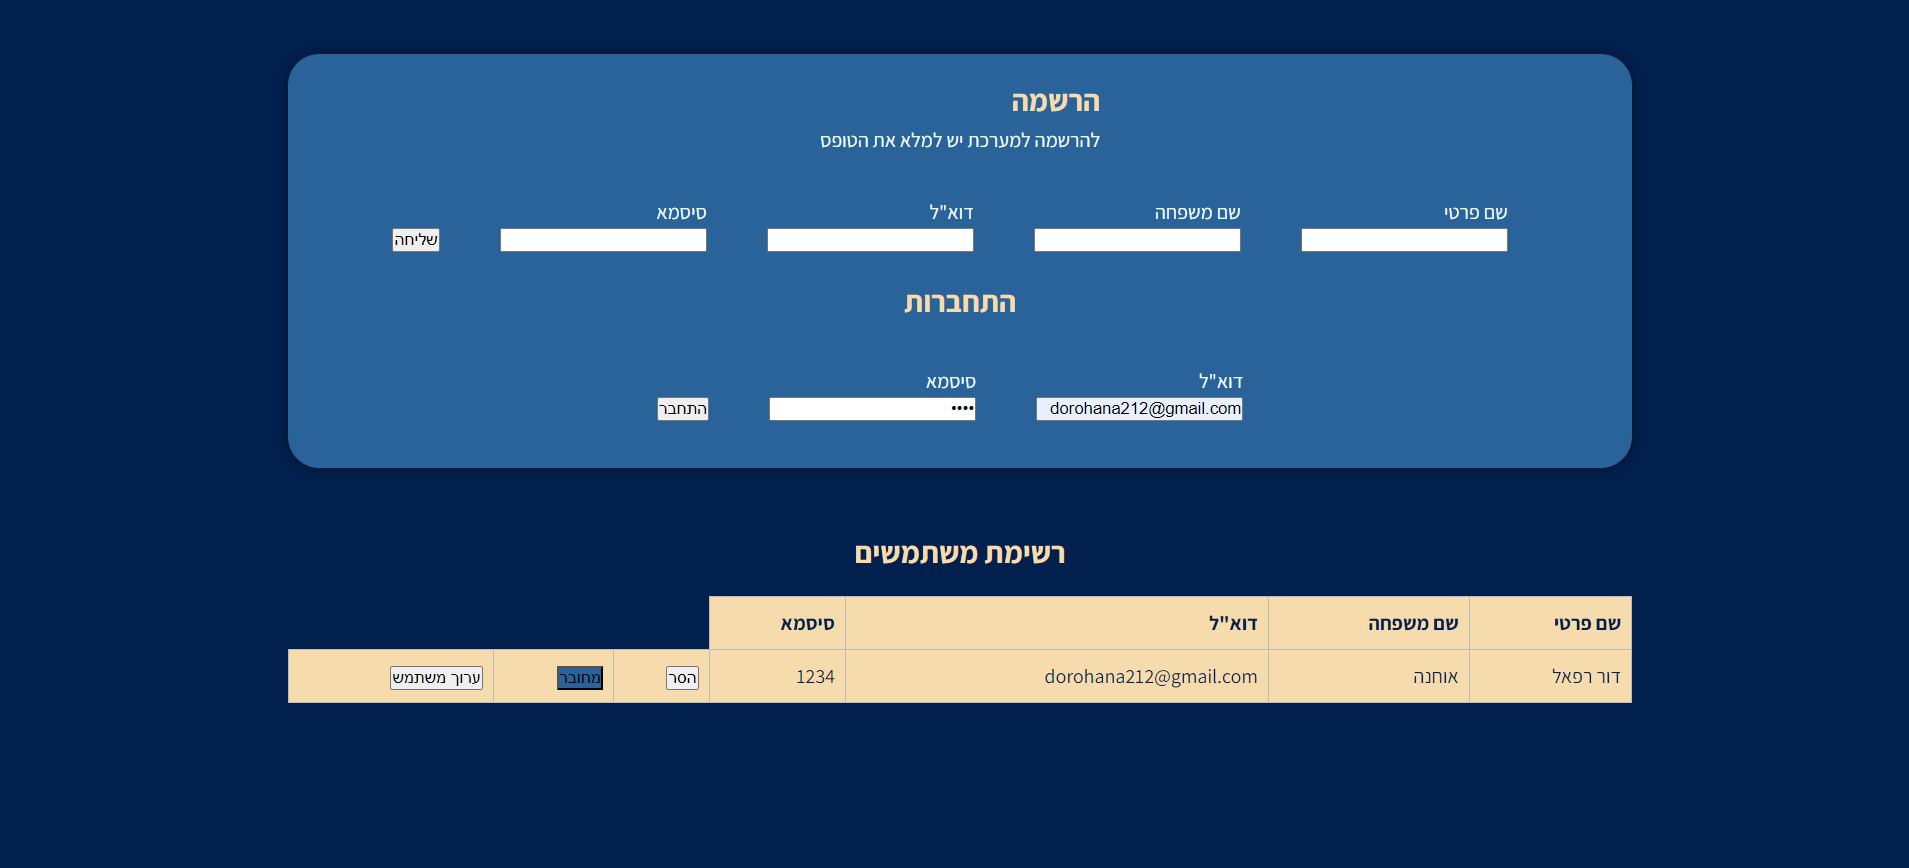 הרשמה
להרשמה למערכת יש למלא את הטופס
שם פרטי שם משפחה דוא"ל סיסמא
שליחה
התחברות
דוא"ל סיסמא
dorohana212@gmail.com •••• התחבר
רשימת משתמשים
שם פרטי שם משפחה דוא"ל סיסמא
דור רפאל אוחנה dorohana212@gmail.com 1234 הסר מחובר ערוך משתמש